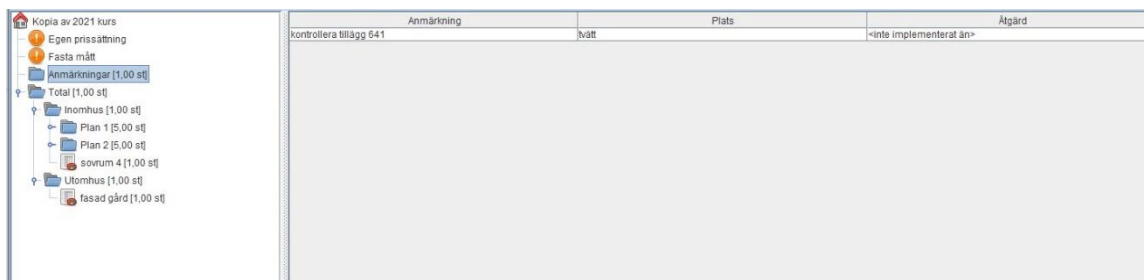 Kopia av 2021 kurs
Egen prissättning
Fasta mått
Anmärkningar [1,00 st]
Total [1,00 st]
Inomhus [1,00 st]
Plan 1 [5,00 st]
Plan 2 [5,00 st]
sovrum 4 [1,00 st]
Utomhus [1,00 st]
fasad gård [1,00 st]
Anmärkning Plats Åtgärd
kontrollera tillägg 641 tvätt <inte implementerat än>